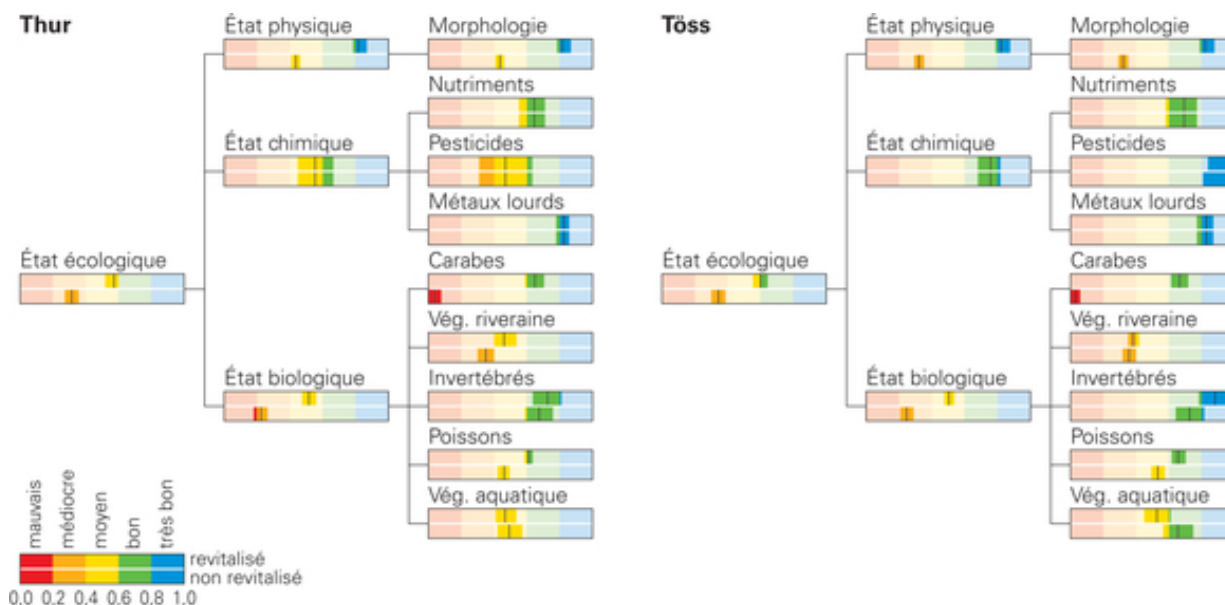 Thur
État physique
Morphologie
Nutriments
État chimique
Pesticides
Métaux lourds
État écologique
Carabes
Vég. riveraine
État biologique
Invertébrés
Poissons
Vég. aquatique
mauvais
médiocre
moyen
bon
très bon
revitalisé
non revitalisé
0.0 0.2 0.4 0.6 0.8 1.0
Töss
État physique
Morphologie
Nutriments
État chimique
Pesticides
Métaux lourds
État écologique
Carabes
Vég. riveraine
État biologique
Invertébrés
Poissons
Vég. aquatique